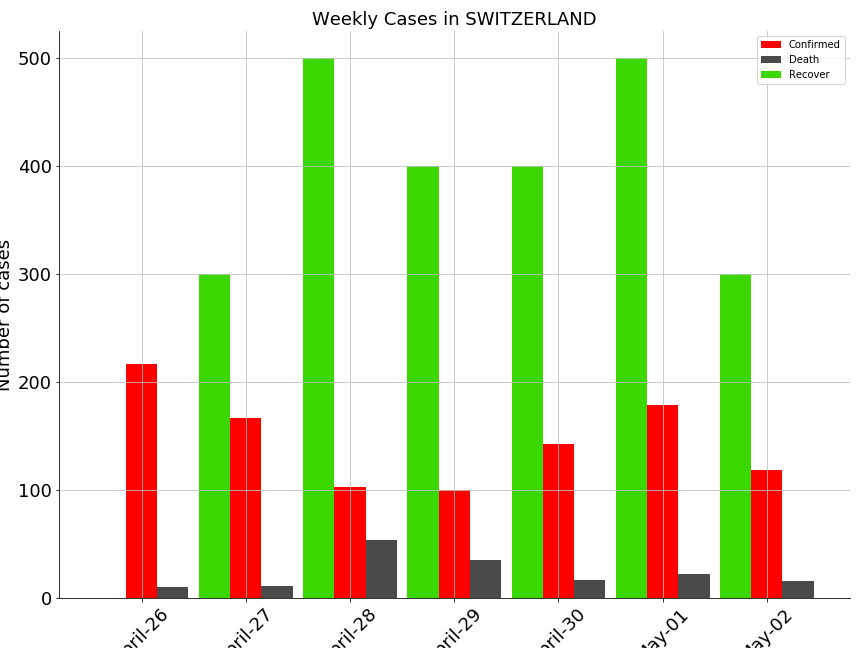 Weekly Cases in SWITZERLAND
Confirmed
Death
Recover
Number of cases
500
400
300
200
100
0
pril-26
pril-27
pril-28
pril-29
pril-30
May-01
May-02